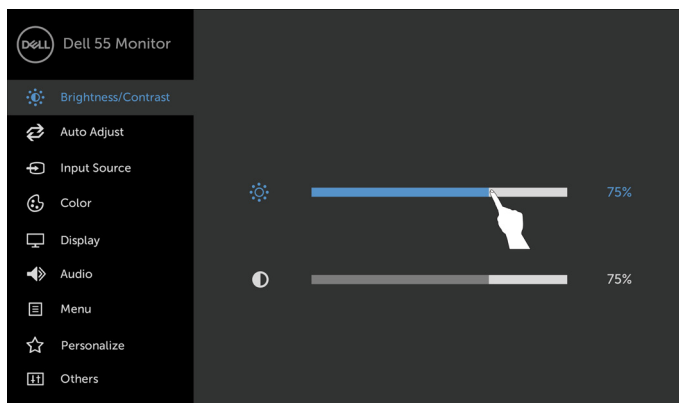 DELL
Dell 55 Monitor
Brightness/Contrast
Auto Adjust
Input Source
Color
Display
Audio
Menu
Personalize
Others
75%
75%